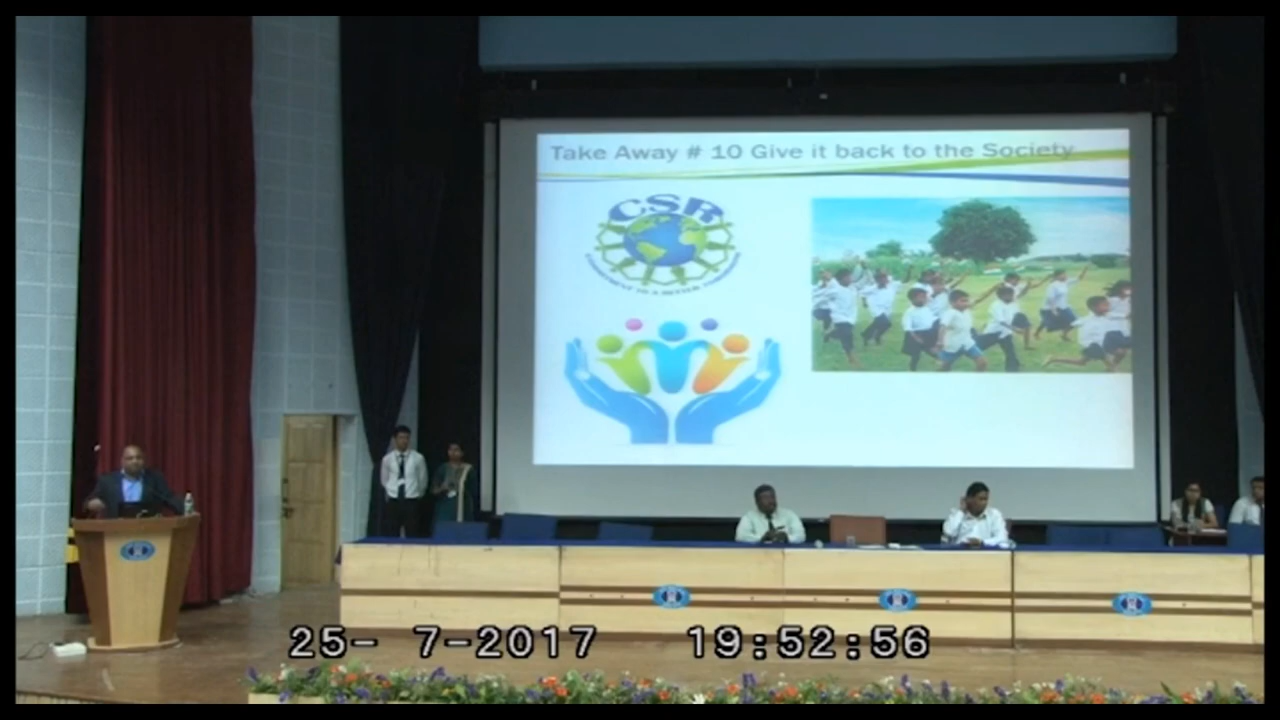 Take Away # 10 Give it back to the Society
CSR
25- 7-2017 19:52:56